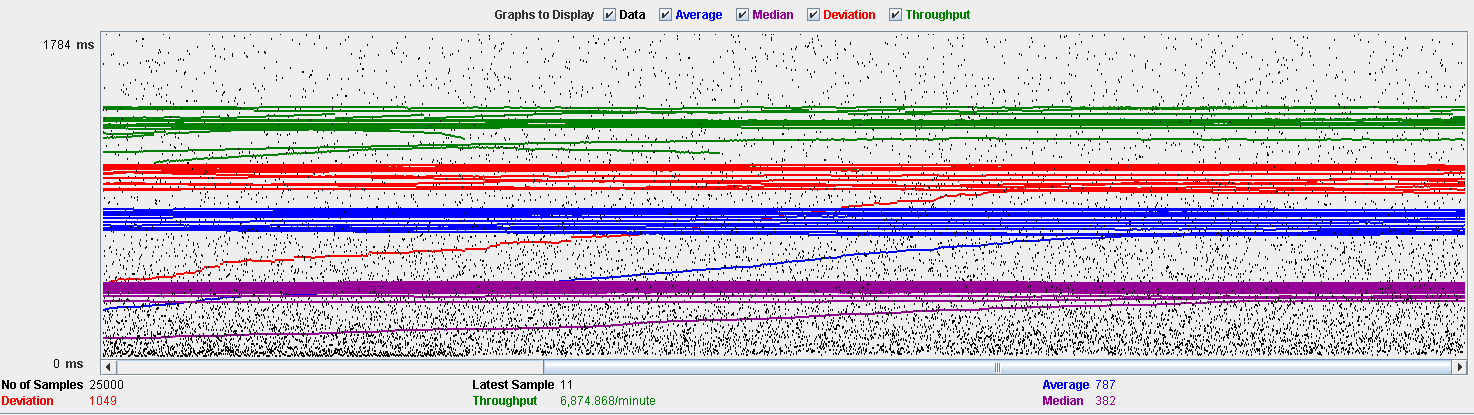 Graphs to Display Data Average Median Deviation Throughput
1784 ms
0 ms
No of Samples 25000 Latest Sample 11 Average 787
Deviation 1049 Throughput 6,874.868/minute Median 382